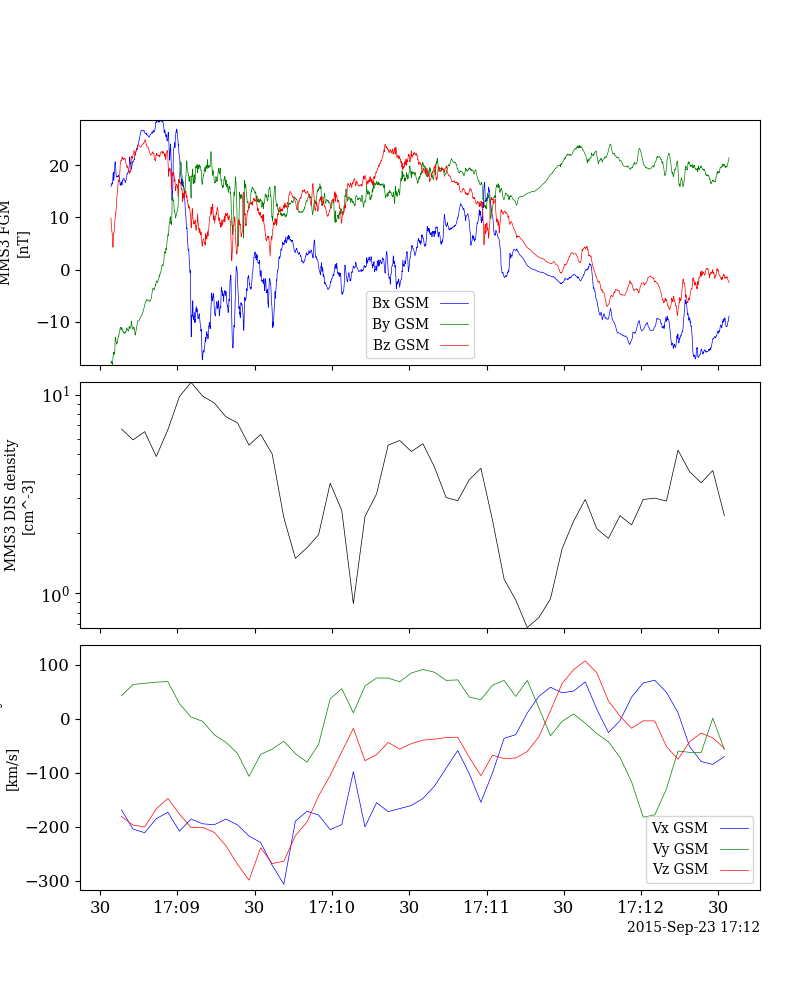 MMS3 FGM
[nT]
20
10
0
−10
Bx GSM
By GSM
Bz GSM
MMS3 DIS density
[cm^-3]
10^1
10^0
[km/s]
100
0
−100
−200
−300
Vx GSM
Vy GSM
Vz GSM
30 17:09 30 17:10 30 17:11 30 17:12 30
2015-Sep-23 17:12